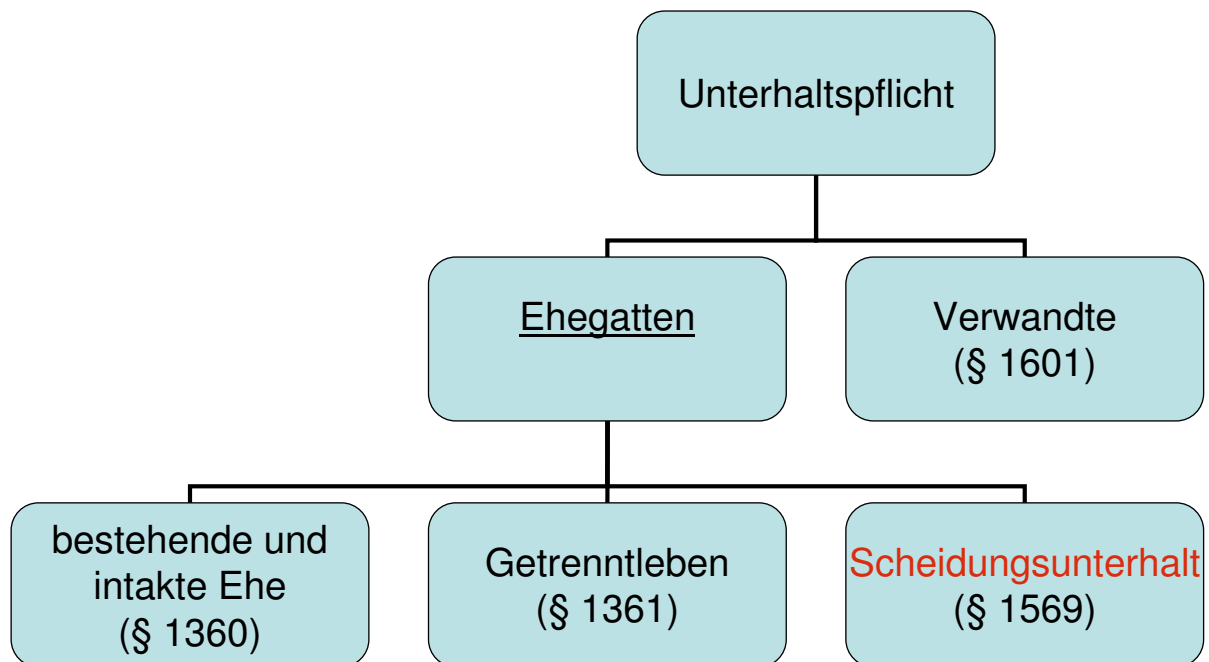 Unterhaltspflicht
Ehegatten
Verwandte
(§ 1601)
bestehende und
intakte Ehe
(§ 1360)
Getrenntleben
(§ 1361)
Scheidungsunterhalt
(§ 1569)